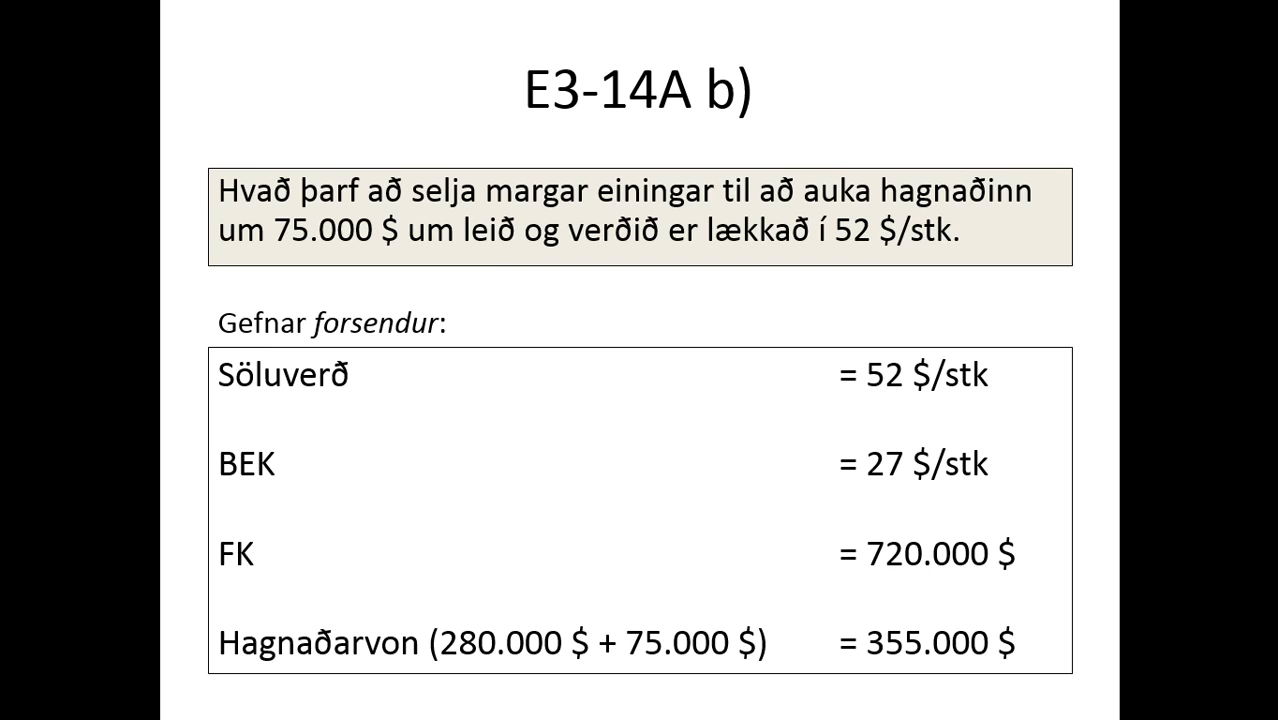 E3-14A b)
Hvað þarf að selja margar einingar til að auka hagnaðinn
um 75.000 $ um leið og verðið er lækkað í 52 $/stk.
Gefnar forsendur:
Söluverð = 52 $/stk
BEK = 27 $/stk
FK = 720.000 $
Hagnaðarvon (280.000 $ + 75.000 $) = 355.000 $